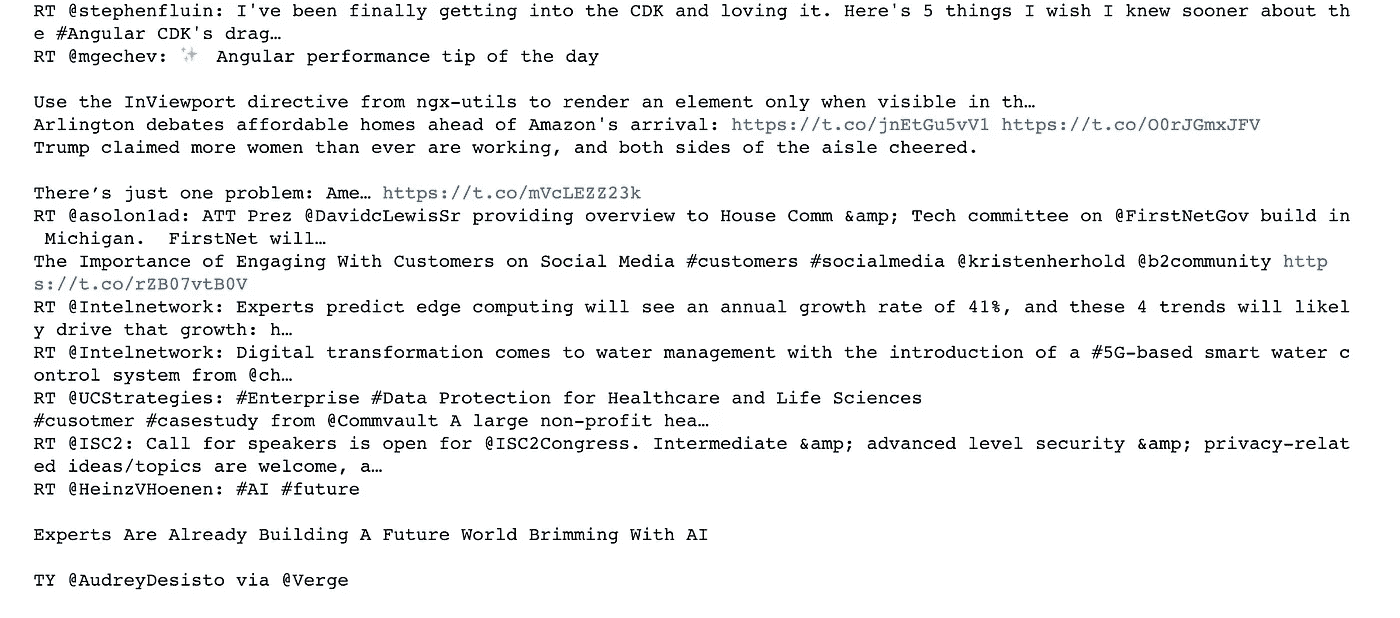 RT @stephenfluin: I've been finally getting into the CDK and loving it. Here's 5 things I wish I knew sooner about th
e #Angular CDK's drag…
RT @mgechev: ✨ Angular performance tip of the day
Use the InViewport directive from ngx-utils to render an element only when visible in th…
Arlington debates affordable homes ahead of Amazon's arrival: https://t.co/jnEtGu5vV1 https://t.co/O0rJGmxJFV
Trump claimed more women than ever are working, and both sides of the aisle cheered.
There’s just one problem: Ame… https://t.co/mVcLEZZ23k
RT @asolon1ad: ATT Prez @DavidcLewisSr providing overview to House Comm &amp; Tech committee on @FirstNetGov build in
 Michigan.  FirstNet will…
The Importance of Engaging With Customers on Social Media #customers #socialmedia @kristenherhold @b2community http
s://t.co/rZB07vtB0V
RT @Intelnetwork: Experts predict edge computing will see an annual growth rate of 41%, and these 4 trends will likel
y drive that growth: h…
RT @Intelnetwork: Digital transformation comes to water management with the introduction of a #5G-based smart water c
ontrol system from @ch…
RT @UCStrategies: #Enterprise #Data Protection for Healthcare and Life Sciences
#cusotmer #casestudy from @Commvault A large non-profit hea…
RT @ISC2: Call for speakers is open for @ISC2Congress. Intermediate &amp; advanced level security &amp; privacy-relat
ed ideas/topics are welcome, a…
RT @HeinzVHoenen: #AI #future
Experts Are Already Building A Future World Brimming With AI
TY @AudreyDesisto via @Verge